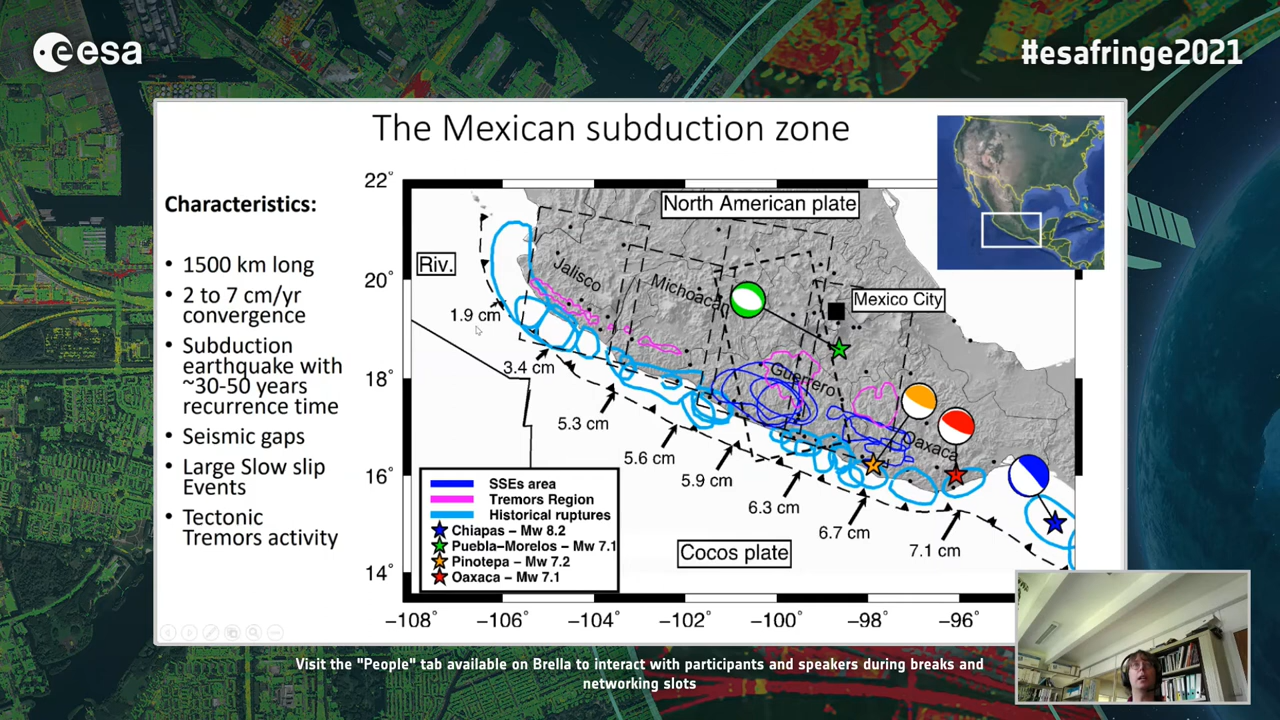 esa
#esafringe2021
The Mexican subduction zone
Characteristics:
• 1500 km long
• 2 to 7 cm/yr
convergence
• Subduction
earthquake with
~30-50 years
recurrence time
• Seismic gaps
• Large Slow slip
Events
• Tectonic
Tremors activity
22°
20°
18°
16°
14°
−108°
−106°
−104°
−102°
−100°
−98°
−96°
North American plate
Riv.
Jalisco
Michoacan
Mexico City
Guerrero
Oaxaca
1.9 cm
3.4 cm
5.3 cm
5.6 cm
5.9 cm
6.3 cm
6.7 cm
7.1 cm
Cocos plate
SSEs area
Tremors Region
Historical ruptures
Chiapas – Mw 8.2
Puebla–Morelos – Mw 7.1
Pinotepa – Mw 7.2
Oaxaca – Mw 7.1
Visit the "People" tab available on Brella to interact with participants and speakers during breaks and
networking slots